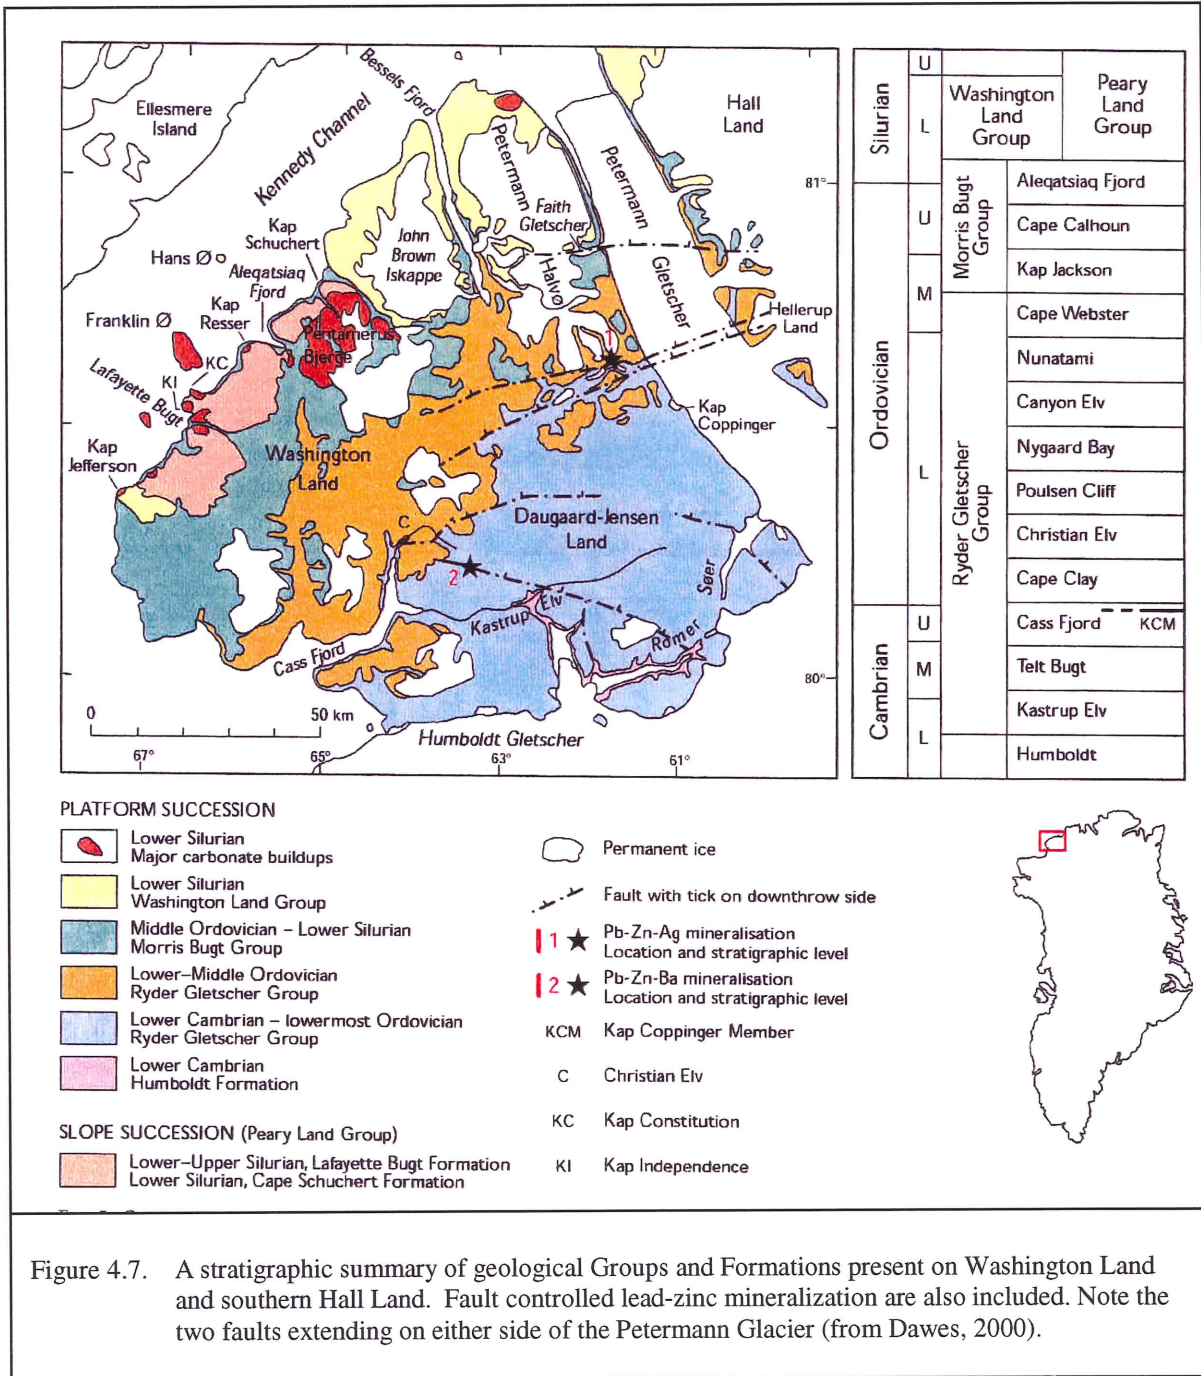 Ellesmere
Island
Bessels Fjord
Kennedy Channel
Hall
Land
Petermann
Petermann
Faith
Gletscher
Kap
Schuchert
John
Brown
Iskappe
Halvø
Gletscher
Hans Ø
Aleqatsiaq
Fjord
Kap
Resser
Franklin Ø
Hellerup
Land
Pentamerus
Bjerge
1
KC
KI
Lafayette Bugt
Kap
Coppinger
Kap
Jefferson
Washington
Land
Daugaard-Jensen
Land
C
2
Søer
Elv
Kastrup
Romer
Cass Fjord
Humboldt Gletscher
0
50 km
67°
65°
63°
61°
81°
80°
Silurian
Ordovician
Cambrian
U
L
U
M
L
U
M
L
Washington
Land
Group
Peary
Land
Group
Morris Bugt
Group
Ryder Gletscher
Group
Aleqatsiaq Fjord
Cape Calhoun
Kap Jackson
Cape Webster
Nunatami
Canyon Elv
Nygaard Bay
Poulsen Cliff
Christian Elv
Cape Clay
Cass Fjord KCM
Telt Bugt
Kastrup Elv
Humboldt
PLATFORM SUCCESSION
Lower Silurian
Major carbonate buildups
Lower Silurian
Washington Land Group
Middle Ordovician – Lower Silurian
Morris Bugt Group
Lower–Middle Ordovician
Ryder Gletscher Group
Lower Cambrian – lowermost Ordovician
Ryder Gletscher Group
Lower Cambrian
Humboldt Formation
SLOPE SUCCESSION (Peary Land Group)
Lower–Upper Silurian, Lafayette Bugt Formation
Lower Silurian, Cape Schuchert Formation
Permanent ice
Fault with tick on downthrow side
1 Pb-Zn-Ag mineralisation
Location and stratigraphic level
2 Pb-Zn-Ba mineralisation
Location and stratigraphic level
KCM Kap Coppinger Member
C Christian Elv
KC Kap Constitution
KI Kap Independence
Figure 4.7. A stratigraphic summary of geological Groups and Formations present on Washington Land
and southern Hall Land. Fault controlled lead-zinc mineralization are also included. Note the
two faults extending on either side of the Petermann Glacier (from Dawes, 2000).